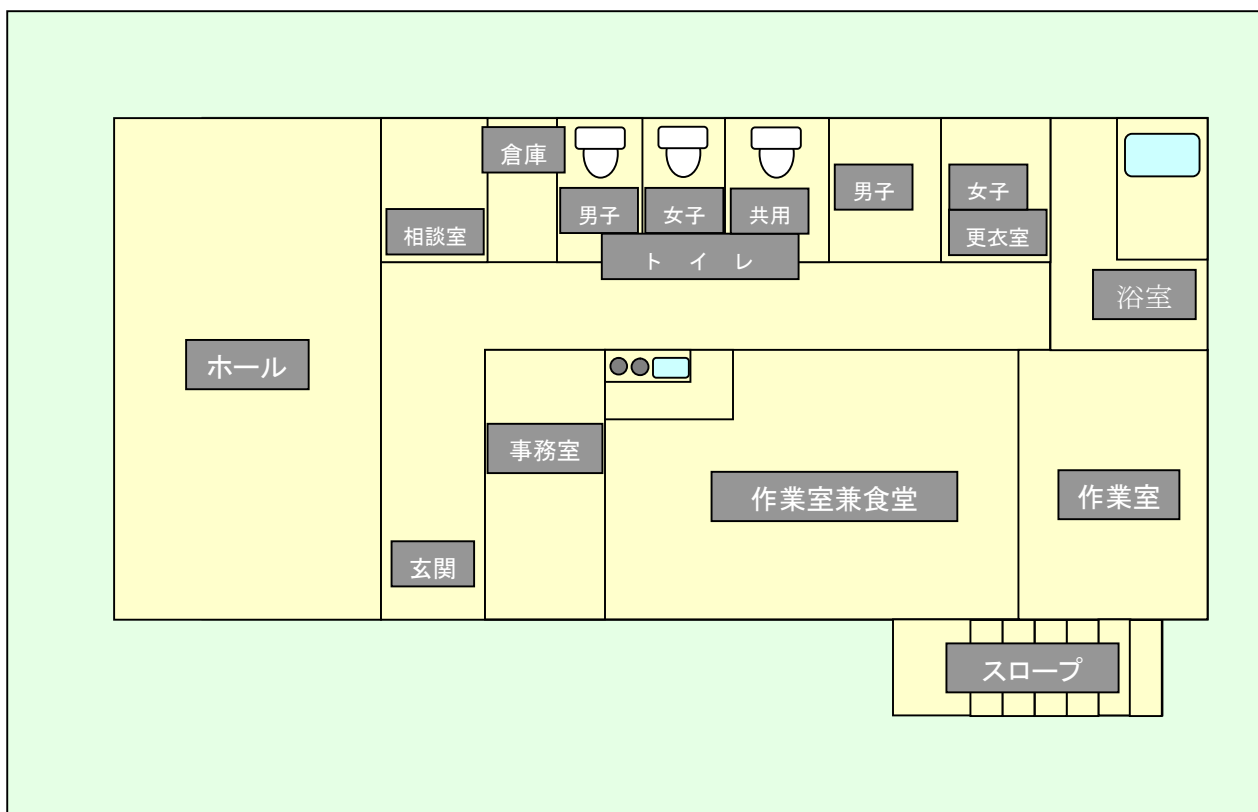 倉庫
男子
女子
男子
女子
共用
相談室
更衣室
ト イ レ
浴室
ホール
事務室
作業室兼食堂
作業室
玄関
スロープ